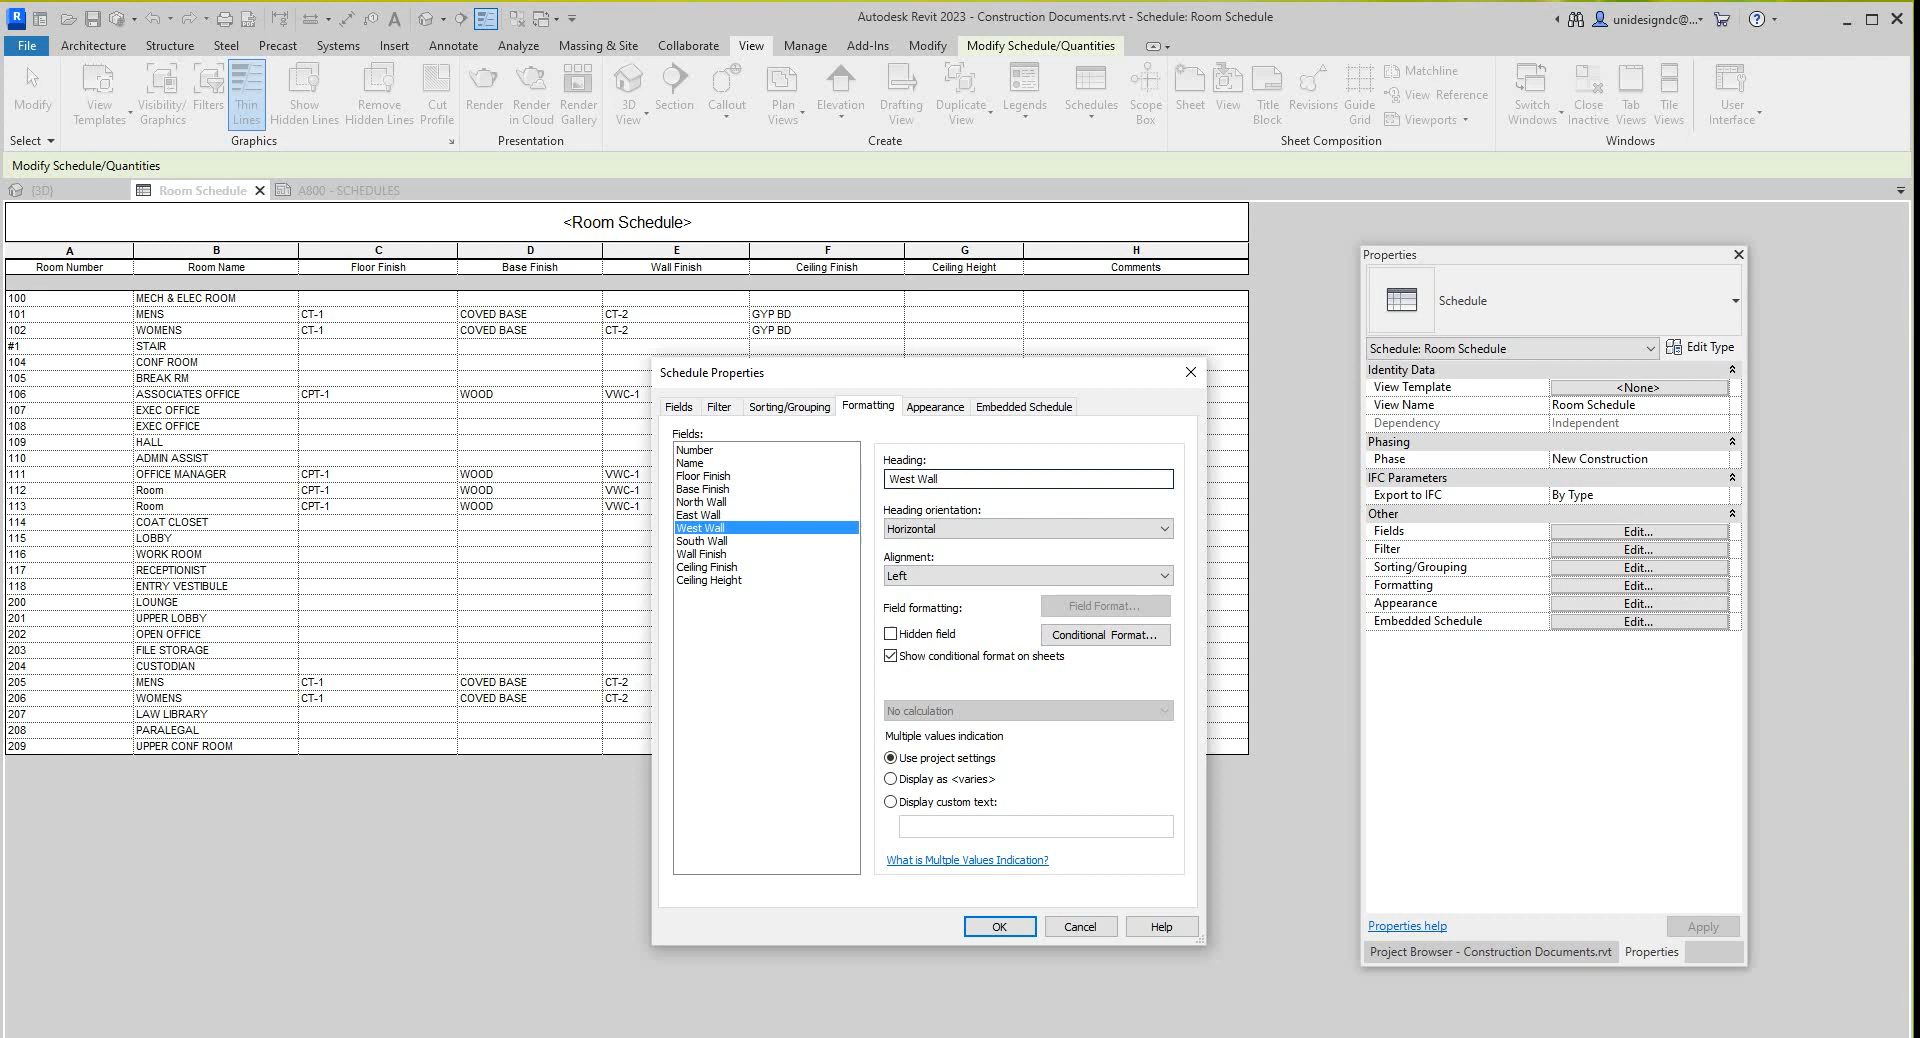 Autodesk Revit 2023 - Construction Documents.rvt - Schedule: Room Schedule
unidesigndc@...
File Architecture Structure Steel Precast Systems Insert Annotate Analyze Massing & Site Collaborate View Manage Add-Ins Modify Modify Schedule/Quantities
Modify
View Templates
Visibility/ Graphics
Filters
Thin Lines
Show Hidden Lines
Remove Hidden Lines
Cut Profile
Render
Render in Cloud
Render Gallery
3D View
Section
Callout
Plan Views
Elevation
Drafting View
Duplicate View
Legends
Schedules
Scope Box
Sheet
View
Title Block
Revisions
Guide Grid
Matchline
View Reference
Viewports
Switch Windows
Close Inactive
Tab Views
Tile Views
User Interface
Select Graphics Presentation Create Sheet Composition Windows
Modify Schedule/Quantities
{3D} Room Schedule A800 - SCHEDULES
<Room Schedule>
A B C D E F G H
Room Number Room Name Floor Finish Base Finish Wall Finish Ceiling Finish Ceiling Height Comments
100 MECH & ELEC ROOM
101 MENS CT-1 COVED BASE CT-2 GYP BD
102 WOMENS CT-1 COVED BASE CT-2 GYP BD
#1 STAIR
104 CONF ROOM
105 BREAK RM
106 ASSOCIATES OFFICE CPT-1 WOOD VWC-1
107 EXEC OFFICE
108 EXEC OFFICE
109 HALL
110 ADMIN ASSIST
111 OFFICE MANAGER CPT-1 WOOD VWC-1
112 Room CPT-1 WOOD VWC-1
113 Room CPT-1 WOOD VWC-1
114 COAT CLOSET
115 LOBBY
116 WORK ROOM
117 RECEPTIONIST
118 ENTRY VESTIBULE
200 LOUNGE
201 UPPER LOBBY
202 OPEN OFFICE
203 FILE STORAGE
204 CUSTODIAN
205 MENS CT-1 COVED BASE CT-2
206 WOMENS CT-1 COVED BASE CT-2
207 LAW LIBRARY
208 PARALEGAL
209 UPPER CONF ROOM
Schedule Properties
Fields Filter Sorting/Grouping Formatting Appearance Embedded Schedule
Fields:
Number
Name
Floor Finish
Base Finish
North Wall
East Wall
West Wall
South Wall
Wall Finish
Ceiling Finish
Ceiling Height
Heading:
West Wall
Heading orientation:
Horizontal
Alignment:
Left
Field formatting: Field Format...
Hidden field Conditional Format...
Show conditional format on sheets
No calculation
Multiple values indication
Use project settings
Display as <varies>
Display custom text:
What is Multple Values Indication?
OK Cancel Help
Properties
Schedule
Schedule: Room Schedule Edit Type
Identity Data
View Template <None>
View Name Room Schedule
Dependency Independent
Phasing
Phase New Construction
IFC Parameters
Export to IFC By Type
Other
Fields Edit...
Filter Edit...
Sorting/Grouping Edit...
Formatting Edit...
Appearance Edit...
Embedded Schedule Edit...
Properties help Apply
Project Browser - Construction Documents.rvt Properties